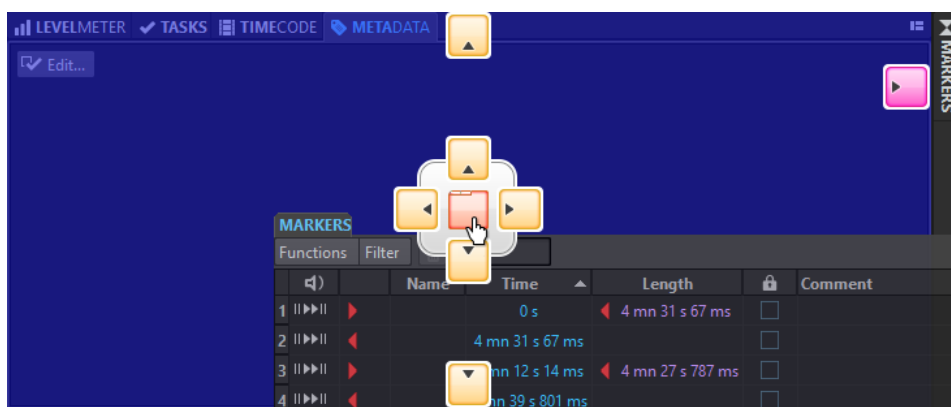 LEVELMETER TASKS TIMECODE METADATA
MARKERS
Edit...
MARKERS
Functions Filter
Name Time Length Comment
1 0 s 4 mn 31 s 67 ms
2 4 mn 31 s 67 ms
3 mn 12 s 14 ms 4 mn 27 s 787 ms
4 mn 39 s 801 ms